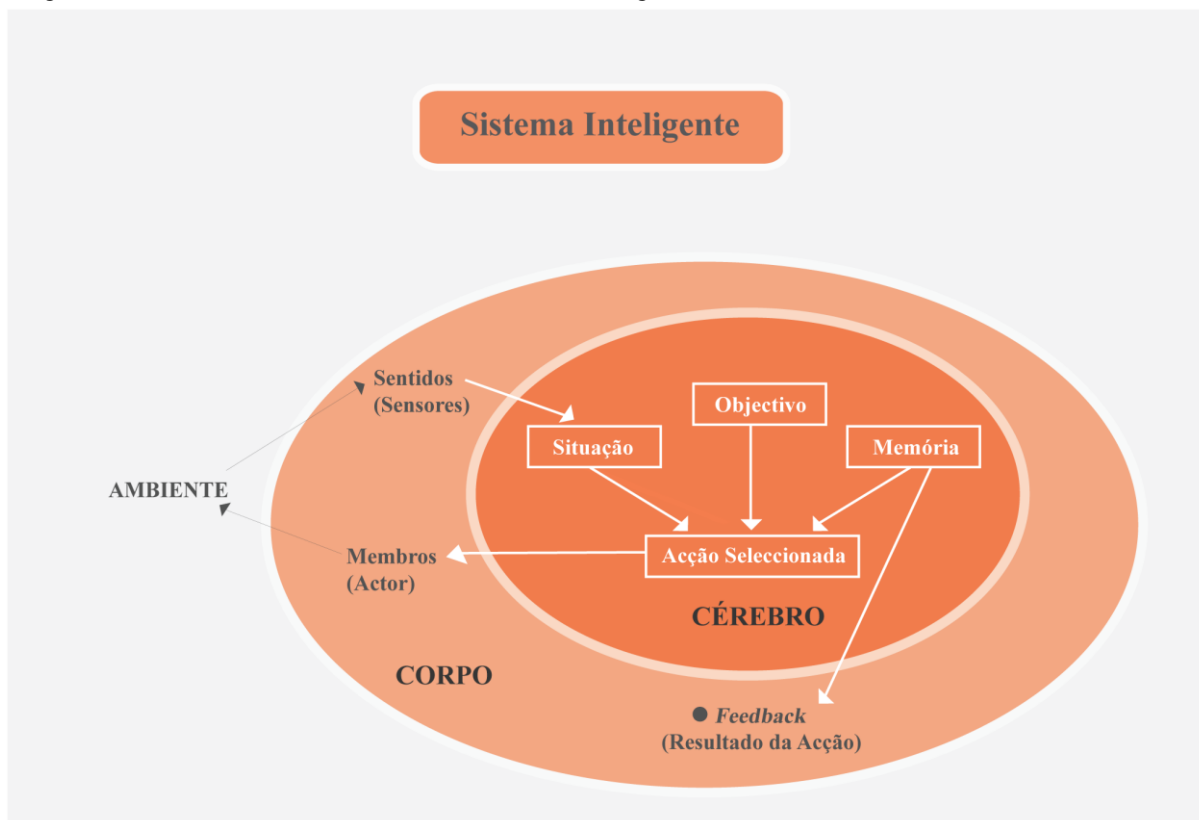 Sistema Inteligente
Sentidos
(Sensores)
Objectivo
Situação
Memória
AMBIENTE
Acção Seleccionada
Membros
(Actor)
CÉREBRO
CORPO
● Feedback
(Resultado da Acção)